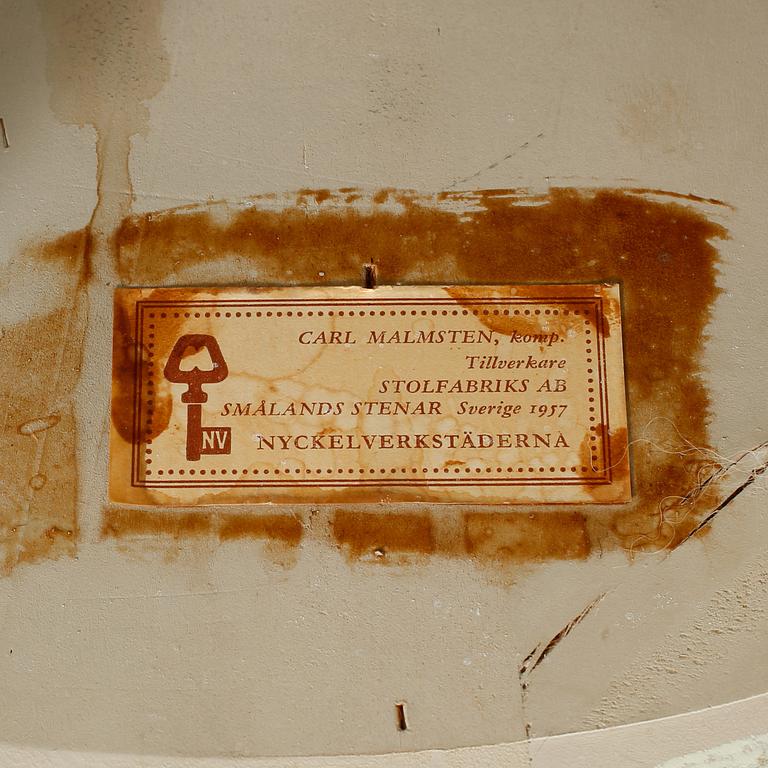 CARL MALMSTEN, komp.
Tillverkare
STOLFABRIKS AB
SMÅLANDS STENAR Sverige 1957
NV NYCKELVERKSTÄDERNA